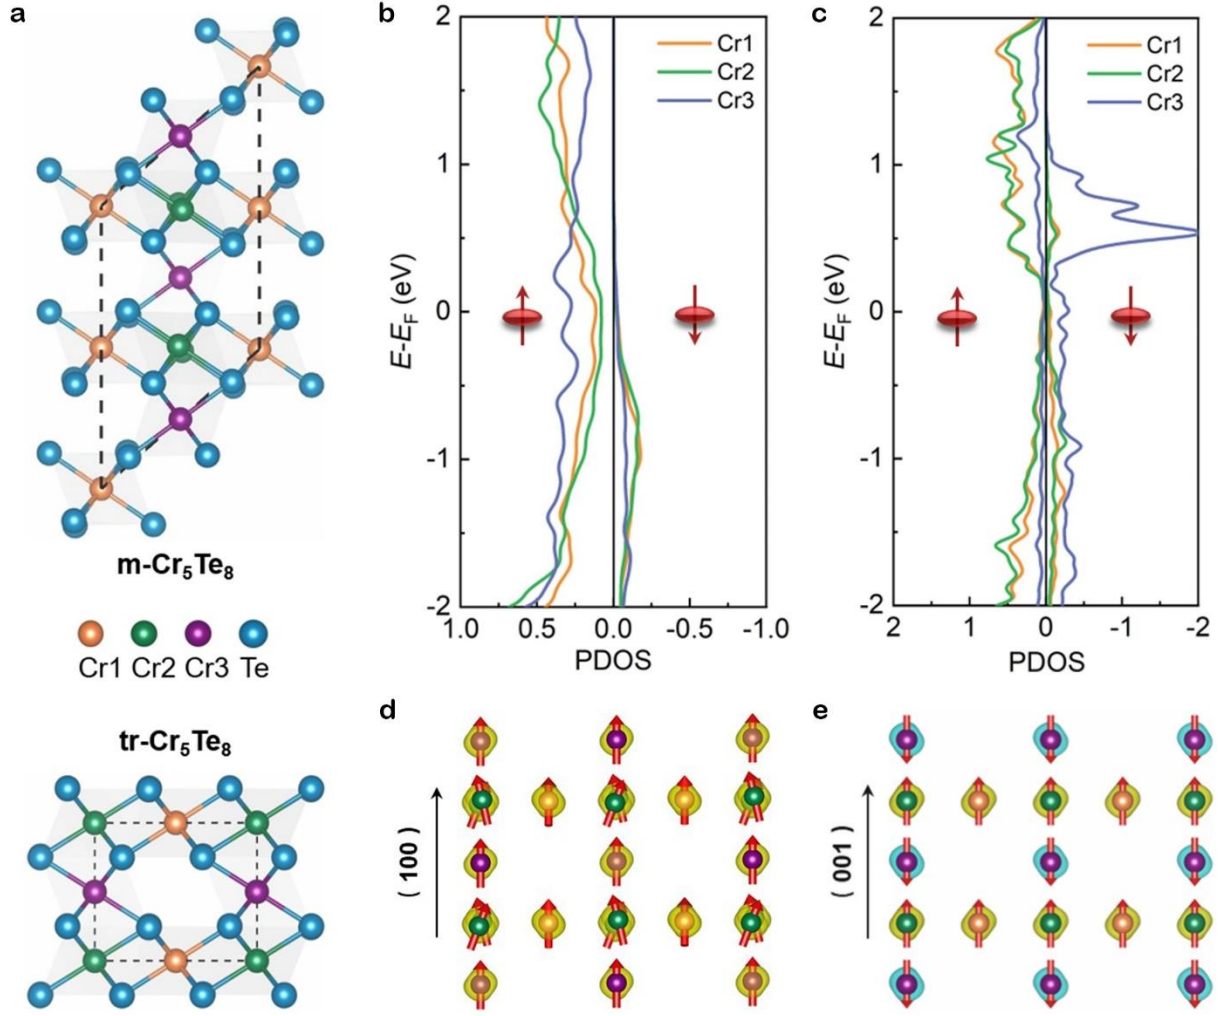 a
m-Cr₅Te₈
Cr1 Cr2 Cr3 Te
tr-Cr₅Te₈
b
2
1
0
-1
-2
E-E_F (eV)
Cr1
Cr2
Cr3
1.0 0.5 0.0 -0.5 -1.0
PDOS
c
2
1
0
-1
-2
E-E_F (eV)
Cr1
Cr2
Cr3
2 1 0 -1 -2
PDOS
d
( 100 )
e
( 001 )